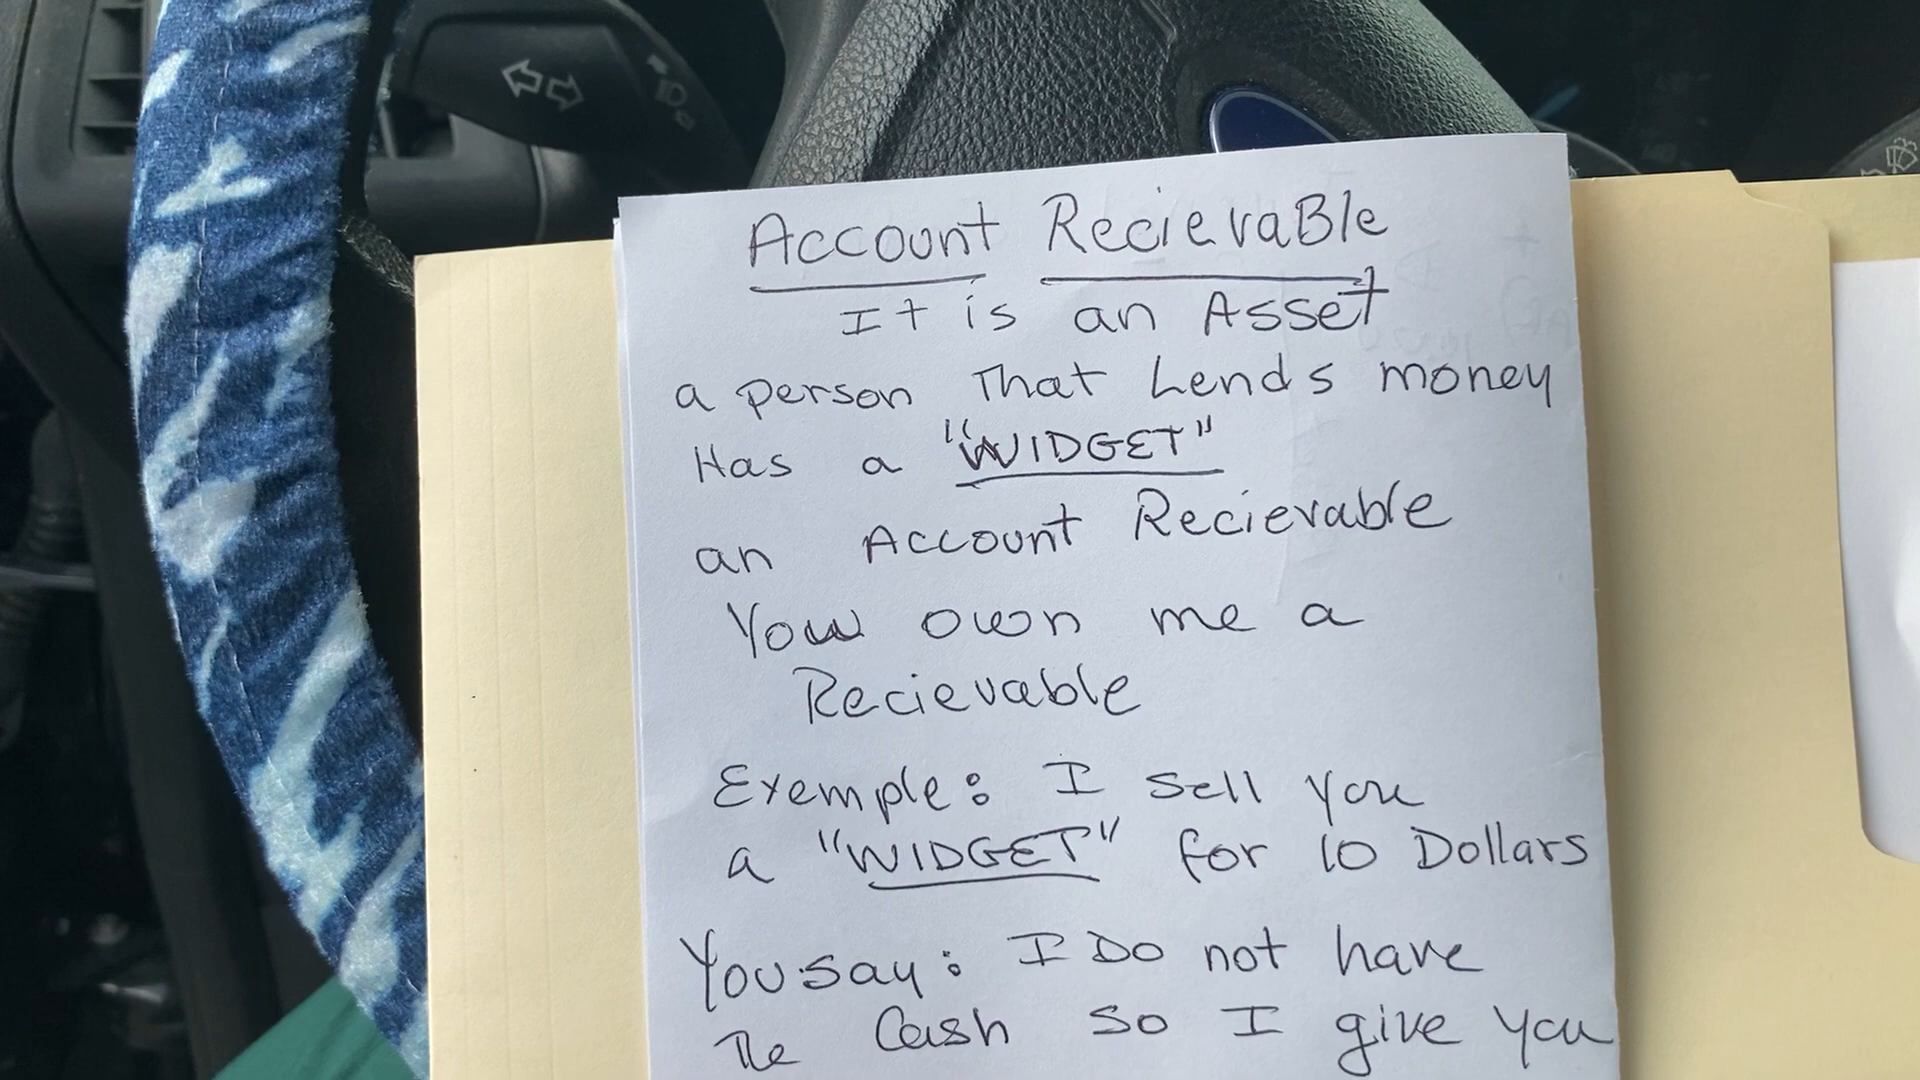 Account RecievaBle
It is an Asset
a person That Lends money
Has a "WIDGET"
an Account Recievable
You own me a
Recievable
Exemple: I sell you
a "WIDGET" for 10 Dollars
You say: I Do not have
The Cash so I give you